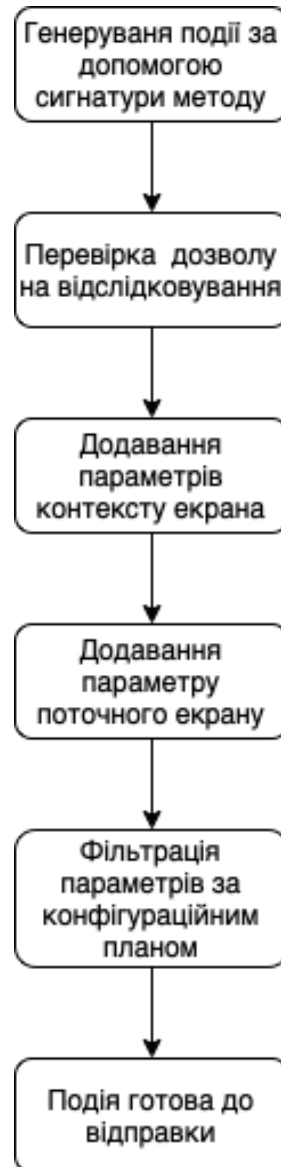 Генеруваня події за
допомогою
сигнатури методу
Перевірка дозволу
на відслідковування
Додавання
параметрів
контексту екрана
Додавання
параметру
поточного екрану
Фільтрація
параметрів за
конфігураційним
планом
Подія готова до
відправки